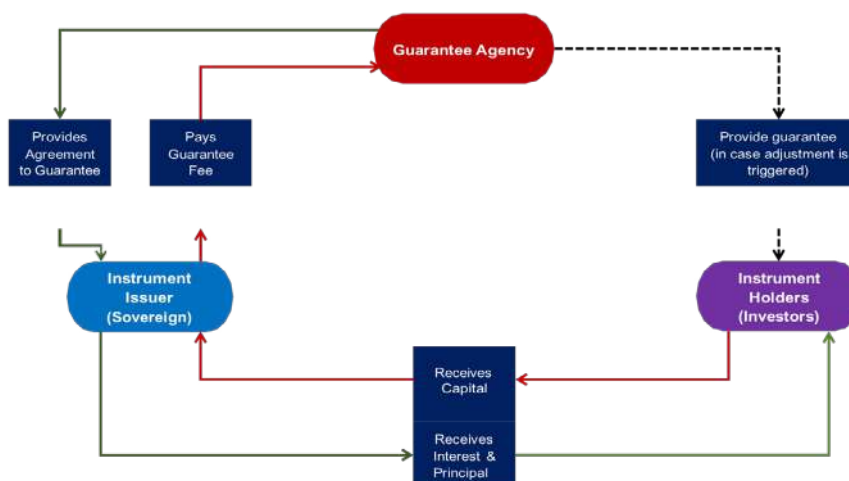 Guarantee Agency
Provides
Agreement
to Guarantee
Pays
Guarantee
Fee
Provide guarantee
(in case adjustment is
triggered)
Instrument
Issuer
(Sovereign)
Instrument
Holders
(Investors)
Receives
Capital
Receives
Interest &
Principal